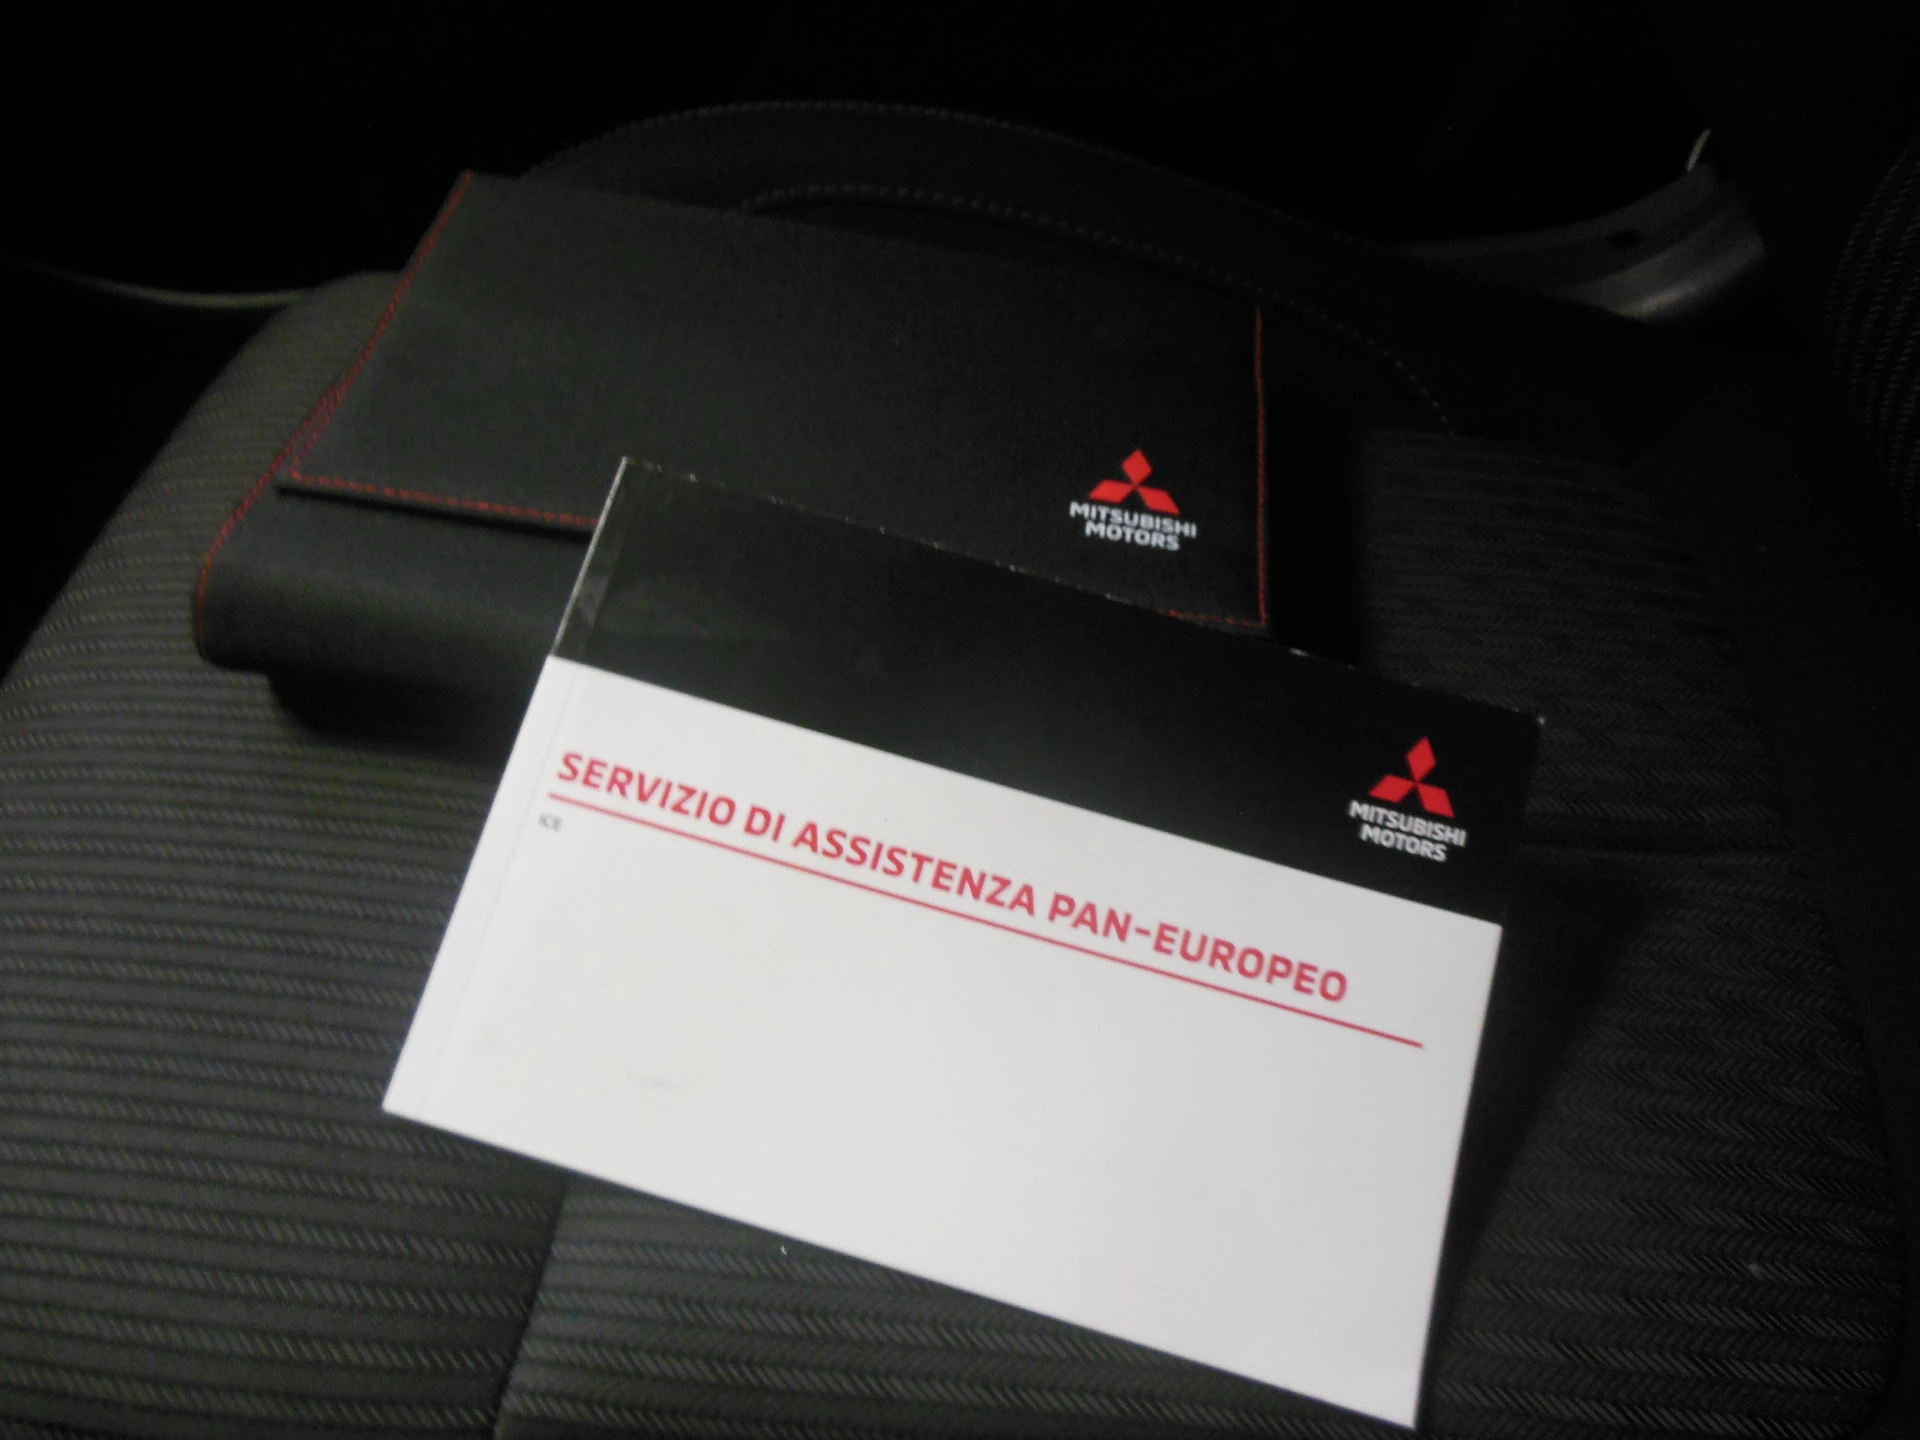 MITSUBISHI
MOTORS
MITSUBISHI
MOTORS
SERVIZIO DI ASSISTENZA PAN-EUROPEO
ICE